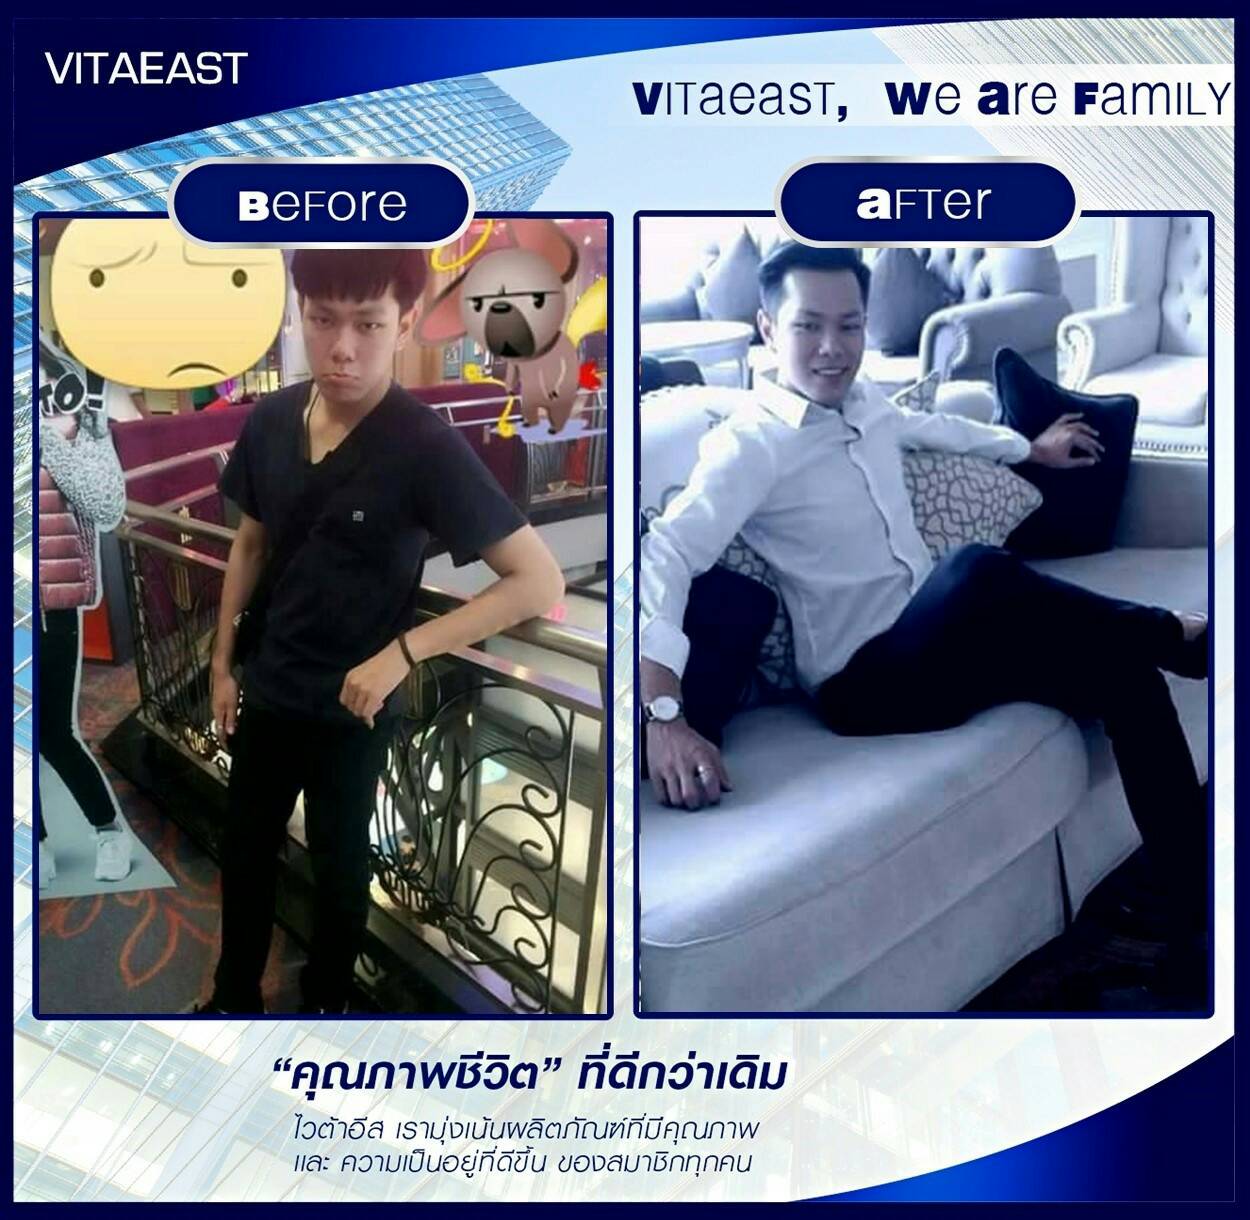 VITAEAST
VITaeasT, we are FamILY
BeFore
aFTer
TO!
“คุณภาพชีวิต” ที่ดีกว่าเดิม
ไวต้าอีส เรามุ่งเน้นผลิตภัณฑ์ที่มีคุณภาพ
และ ความเป็นอยู่ที่ดีขึ้น ของสมาชิกทุกคน